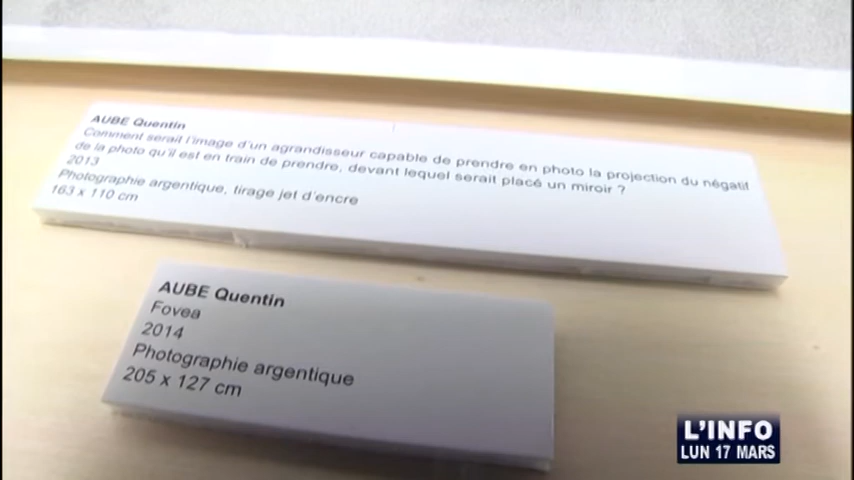 AUBE Quentin
Comment serait l'image d'un agrandisseur capable de prendre en photo la projection du négatif
de la photo qu'il est en train de prendre, devant lequel serait placé un miroir ?
2013
Photographie argentique, tirage jet d'encre
163 x 110 cm
AUBE Quentin
Fovea
2014
Photographie argentique
205 x 127 cm
L'INFO
LUN 17 MARS